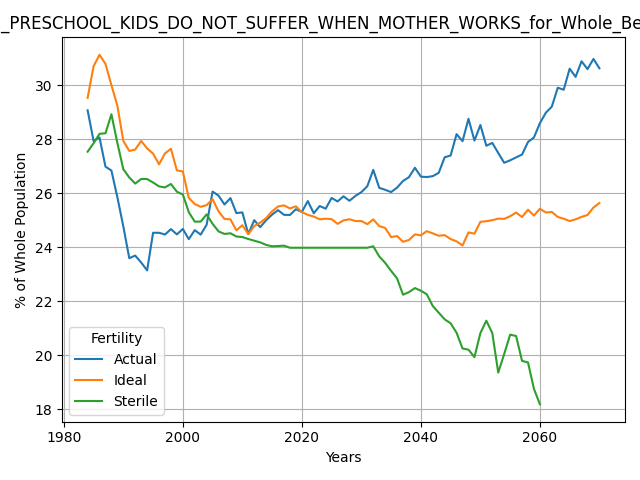 _PRESCHOOL_KIDS_DO_NOT_SUFFER_WHEN_MOTHER_WORKS_for_Whole_Be
% of Whole Population
30
28
26
24
22
20
18
Fertility
Actual
Ideal
Sterile
1980
2000
2020
2040
2060
Years